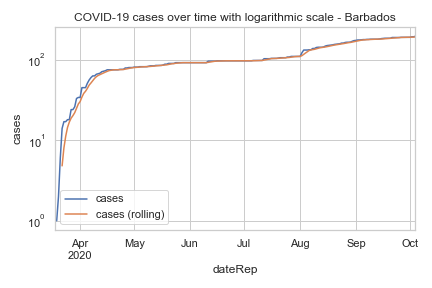 COVID-19 cases over time with logarithmic scale - Barbados
cases
10²
10¹
10⁰
cases
cases (rolling)
Apr May Jun Jul Aug Sep Oct
2020
dateRep